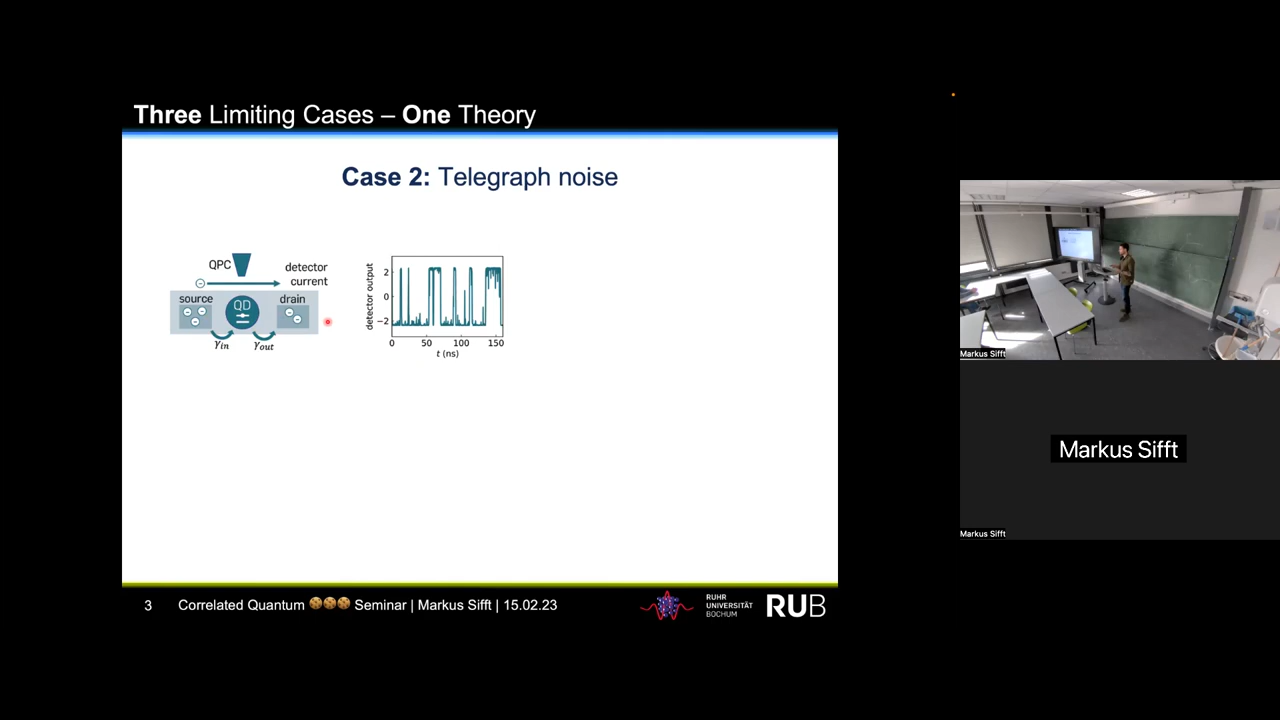 Three Limiting Cases – One Theory
Case 2: Telegraph noise
QPC
detector
current
source
QD
drain
γin
γout
detector output
2
0
−2
0
50
100
150
t (ns)
3
Correlated Quantum 🍪🍪🍪 Seminar | Markus Sifft | 15.02.23
RUHR
UNIVERSITÄT
BOCHUM
RUB
Markus Sifft
Markus Sifft
Markus Sifft